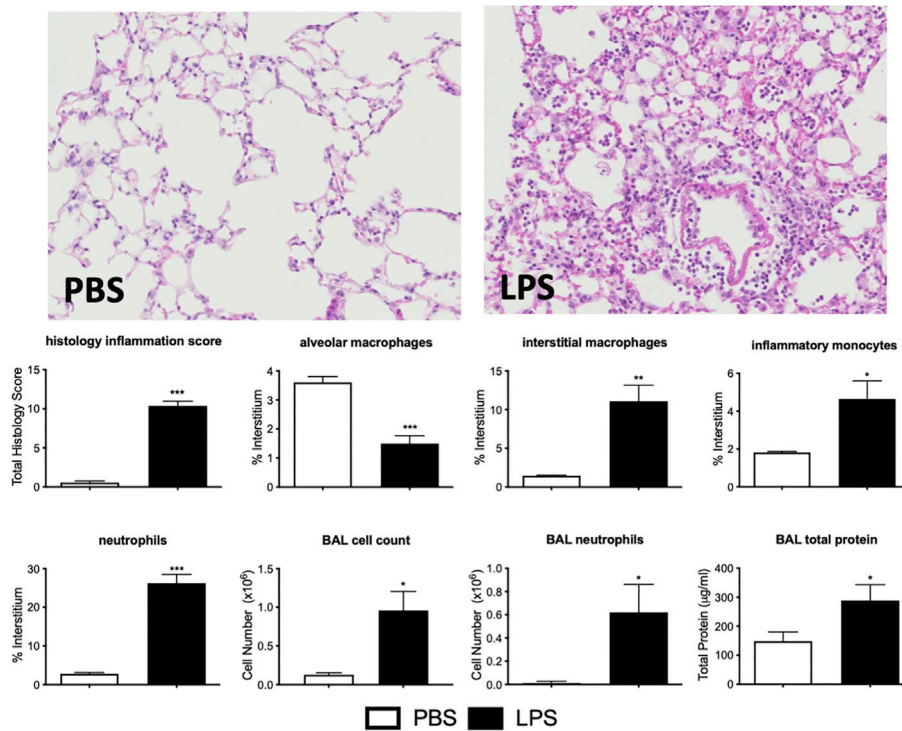 PBS
LPS
histology inflammation score
alveolar macrophages
interstitial macrophages
inflammatory monocytes
Total Histology Score
15
10
5
0
***
% Interstitium
4
3
2
1
0
***
% Interstitium
15
10
5
0
**
% Interstitium
6
4
2
0
*
neutrophils
BAL cell count
BAL neutrophils
BAL total protein
% Interstitium
30
20
10
0
***
Cell Number (x10⁶)
1.5
1.0
0.5
0.0
*
Cell Number (x10⁶)
0.8
0.6
0.4
0.2
0.0
*
Total Protein (µg/ml)
400
300
200
100
0
*
PBS
LPS